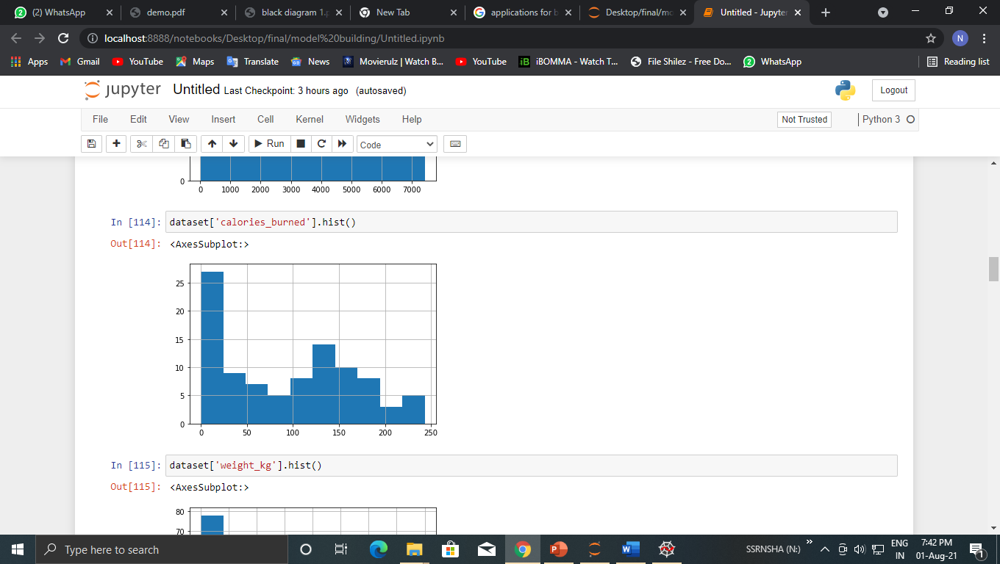 (2) WhatsApp
demo.pdf
black diagram 1.p
New Tab
applications for b
Desktop/final/mo
Untitled - Jupyter
localhost:8888/notebooks/Desktop/final/model%20building/Untitled.ipynb
N
Apps Gmail YouTube Maps Translate News Movierulz | Watch B... YouTube iBOMMA - Watch T... File Shilez - Free Do... WhatsApp Reading list
jupyter Untitled Last Checkpoint: 3 hours ago (autosaved) Logout
File Edit View Insert Cell Kernel Widgets Help Not Trusted Python 3
Run Code
0
0 1000 2000 3000 4000 5000 6000 7000
In [114]: dataset['calories_burned'].hist()
Out[114]: <AxesSubplot:>
25
20
15
10
5
0
0 50 100 150 200 250
In [115]: dataset['weight_kg'].hist()
Out[115]: <AxesSubplot:>
80
70
Type here to search
SSRNSHA (N:)
ENG
IN
7:42 PM
01-Aug-21
1